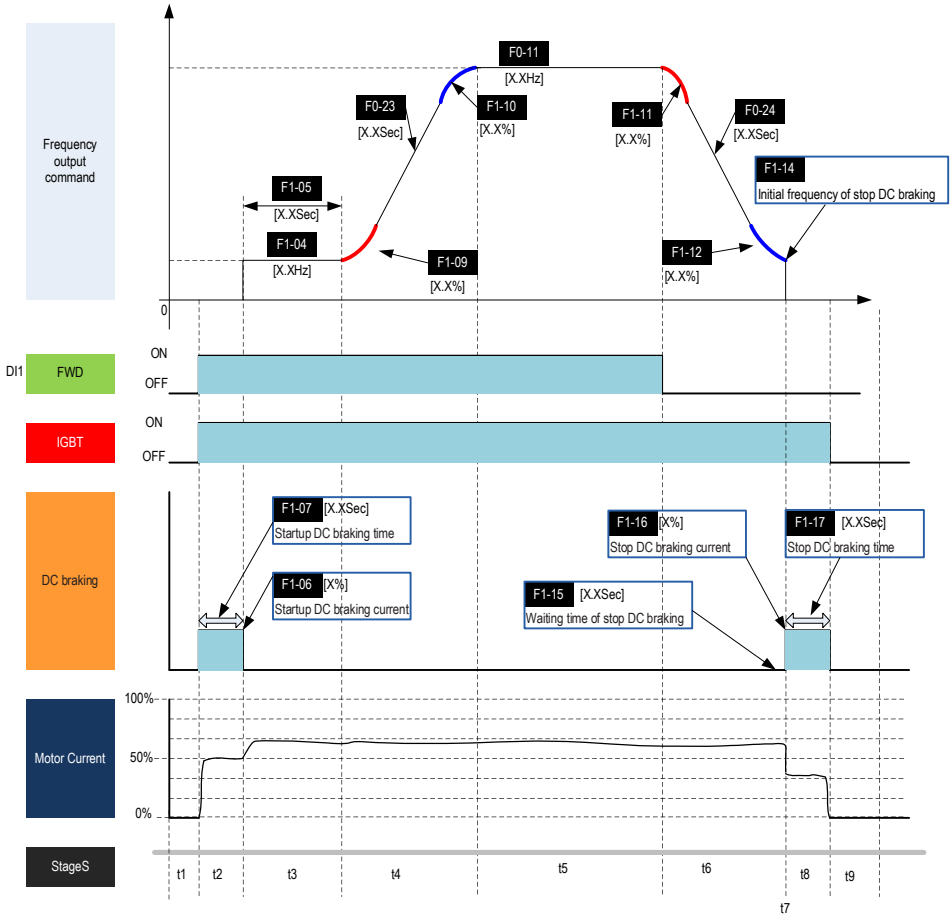 Frequency
output
command
F0-11
[X.XHz]
F0-23
[X.XSec]
F1-10
[X.X%]
F1-11
[X.X%]
F0-24
[X.XSec]
F1-14
Initial frequency of stop DC braking
F1-05
[X.XSec]
F1-04
[X.XHz]
F1-09
[X.X%]
F1-12
[X.X%]
0
DI1
FWD
ON
OFF
IGBT
ON
OFF
DC braking
F1-07 [X.XSec]
Startup DC braking time
F1-06 [X%]
Startup DC braking current
F1-16 [X%]
Stop DC braking current
F1-17 [X.XSec]
Stop DC braking time
F1-15 [X.XSec]
Waiting time of stop DC braking
Motor Current
100%
50%
0%
StageS
t1 t2 t3 t4 t5 t6 t8 t9
t7